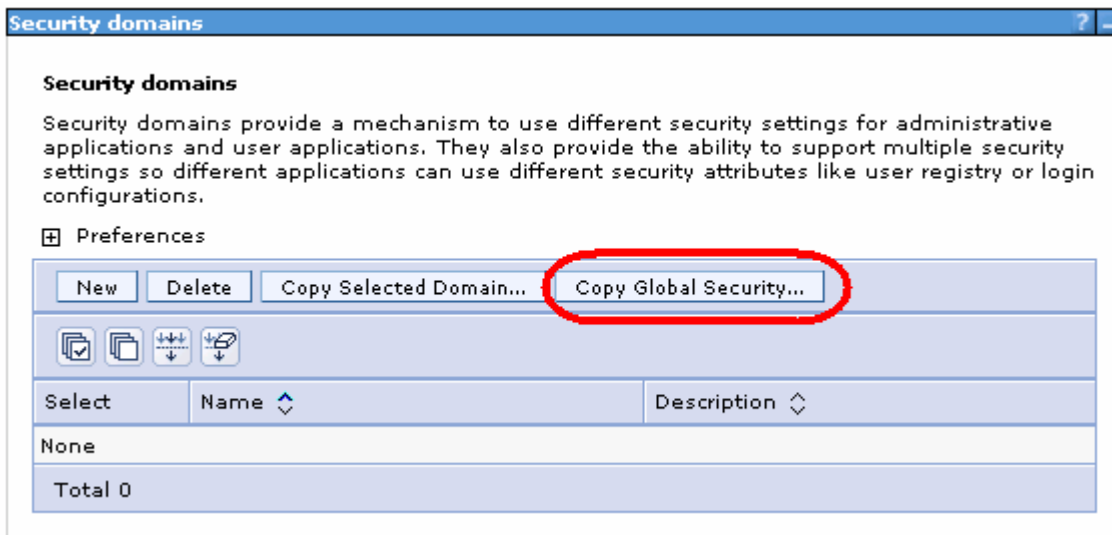 Security domains ? –
Security domains
Security domains provide a mechanism to use different security settings for administrative
applications and user applications. They also provide the ability to support multiple security
settings so different applications can use different security attributes like user registry or login
configurations.
Preferences
New Delete Copy Selected Domain... Copy Global Security...
Select Name Description
None
Total 0